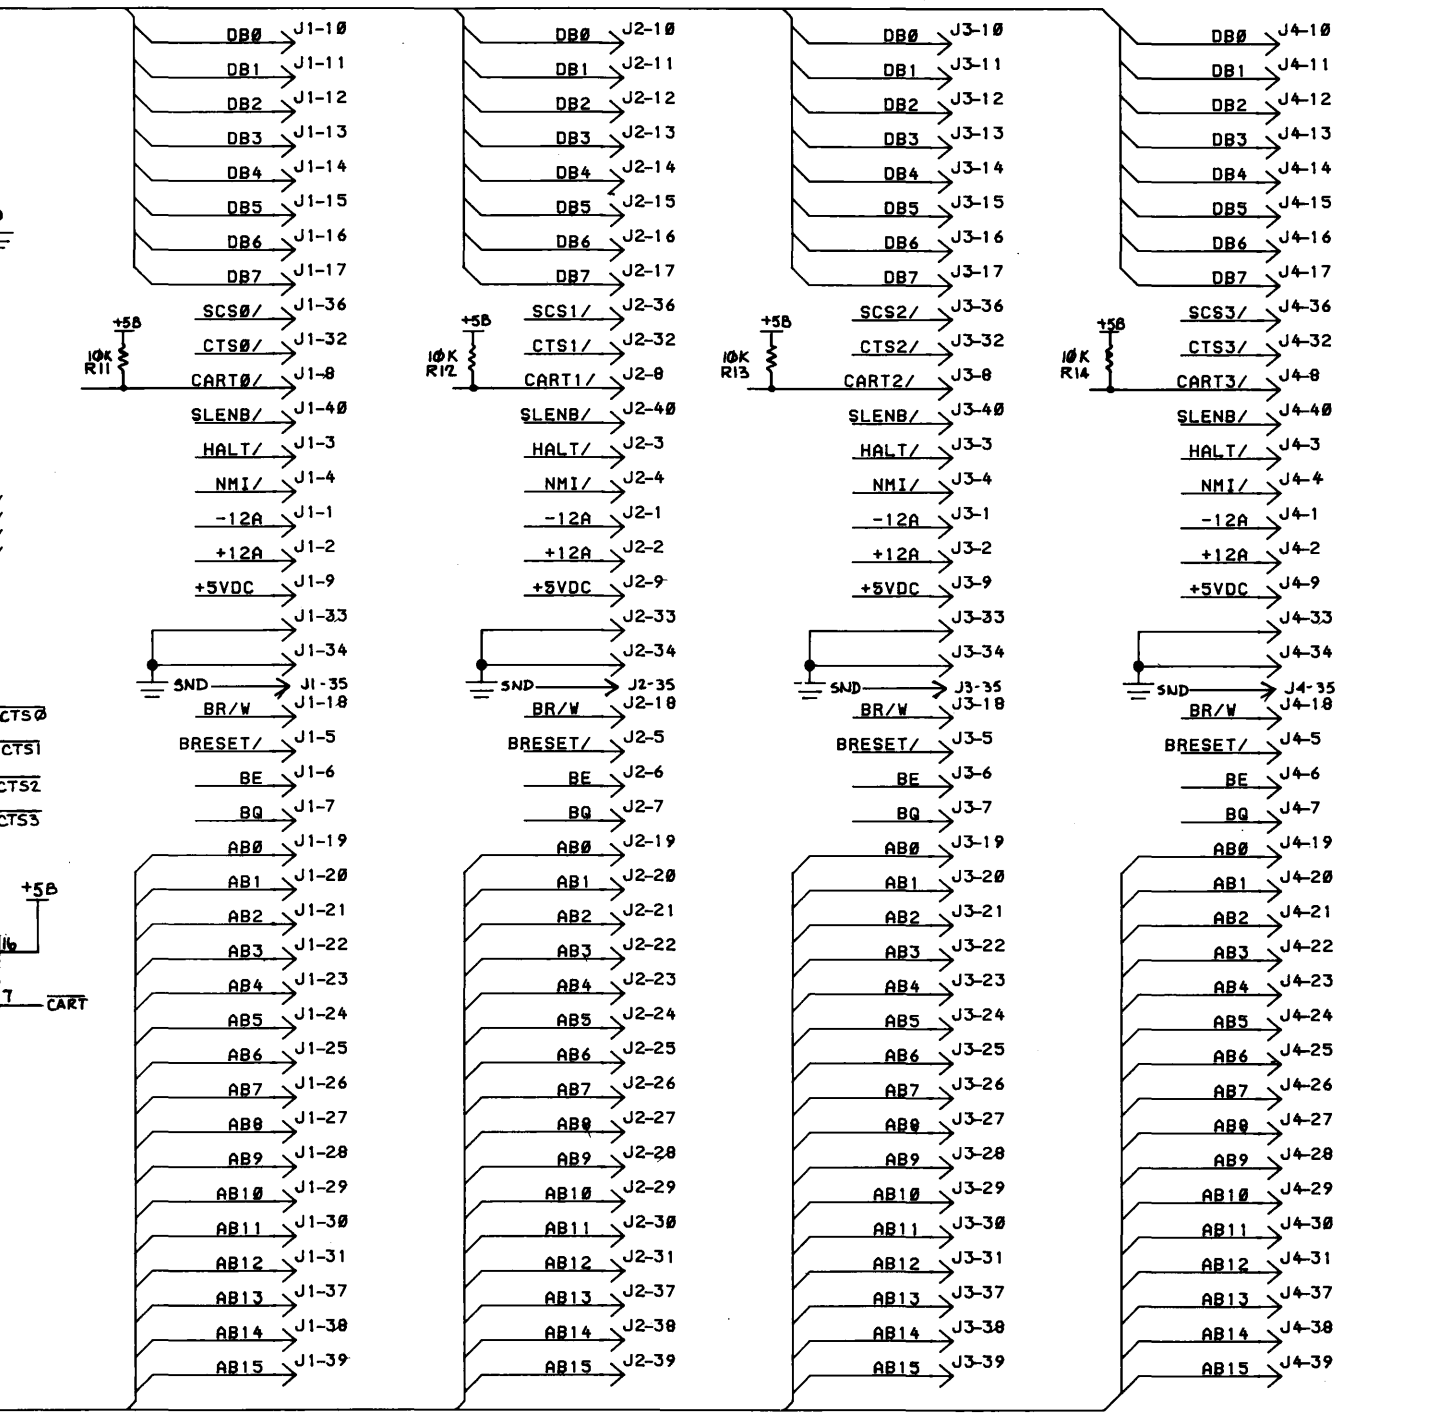 DBØ J1-1Ø DBØ J2-1Ø DBØ J3-1Ø DBØ J4-1Ø
DB1 J1-11 DB1 J2-11 DB1 J3-11 DB1 J4-11
DB2 J1-12 DB2 J2-12 DB2 J3-12 DB2 J4-12
DB3 J1-13 DB3 J2-13 DB3 J3-13 DB3 J4-13
DB4 J1-14 DB4 J2-14 DB4 J3-14 DB4 J4-14
DB5 J1-15 DB5 J2-15 DB5 J3-15 DB5 J4-15
DB6 J1-16 DB6 J2-16 DB6 J3-16 DB6 J4-16
DB7 J1-17 DB7 J2-17 DB7 J3-17 DB7 J4-17
SCSØ/ J1-36 SCS1/ J2-36 SCS2/ J3-36 SCS3/ J4-36
+5B +5B +5B +5B
CTSØ/ J1-32 CTS1/ J2-32 CTS2/ J3-32 CTS3/ J4-32
1ØK 1ØK 1ØK 1ØK
R11 R12 R13 R14
CARTØ/ J1-8 CART1/ J2-8 CART2/ J3-8 CART3/ J4-8
SLENB/ J1-4Ø SLENB/ J2-4Ø SLENB/ J3-4Ø SLENB/ J4-4Ø
HALT/ J1-3 HALT/ J2-3 HALT/ J3-3 HALT/ J4-3
NMI/ J1-4 NMI/ J2-4 NMI/ J3-4 NMI/ J4-4
-12A J1-1 -12A J2-1 -12A J3-1 -12A J4-1
+12A J1-2 +12A J2-2 +12A J3-2 +12A J4-2
+5VDC J1-9 +5VDC J2-9 +5VDC J3-9 +5VDC J4-9
J1-33 J2-33 J3-33 J4-33
J1-34 J2-34 J3-34 J4-34
SND J1-35 SND J2-35 SND J3-35 SND J4-35
CTSØ BR/W J1-18 BR/W J2-18 BR/W J3-18 BR/W J4-18
CTS1 BRESET/ J1-5 BRESET/ J2-5 BRESET/ J3-5 BRESET/ J4-5
CTS2 BE J1-6 BE J2-6 BE J3-6 BE J4-6
CTS3 BQ J1-7 BQ J2-7 BQ J3-7 BQ J4-7
ABØ J1-19 ABØ J2-19 ABØ J3-19 ABØ J4-19
+5B AB1 J1-2Ø AB1 J2-2Ø AB1 J3-2Ø AB1 J4-2Ø
AB2 J1-21 AB2 J2-21 AB2 J3-21 AB2 J4-21
16 AB3 J1-22 AB3 J2-22 AB3 J3-22 AB3 J4-22
7 CART AB4 J1-23 AB4 J2-23 AB4 J3-23 AB4 J4-23
AB5 J1-24 AB5 J2-24 AB5 J3-24 AB5 J4-24
AB6 J1-25 AB6 J2-25 AB6 J3-25 AB6 J4-25
AB7 J1-26 AB7 J2-26 AB7 J3-26 AB7 J4-26
AB8 J1-27 AB8 J2-27 AB8 J3-27 AB8 J4-27
AB9 J1-28 AB9 J2-28 AB9 J3-28 AB9 J4-28
AB1Ø J1-29 AB1Ø J2-29 AB1Ø J3-29 AB1Ø J4-29
AB11 J1-3Ø AB11 J2-3Ø AB11 J3-3Ø AB11 J4-3Ø
AB12 J1-31 AB12 J2-31 AB12 J3-31 AB12 J4-31
AB13 J1-37 AB13 J2-37 AB13 J3-37 AB13 J4-37
AB14 J1-38 AB14 J2-38 AB14 J3-38 AB14 J4-38
AB15 J1-39 AB15 J2-39 AB15 J3-39 AB15 J4-39